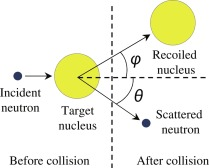 Recoiled
nucleus
φ
θ
Incident
neutron
Target
nucleus
Scattered
neutron
Before collision
After collision